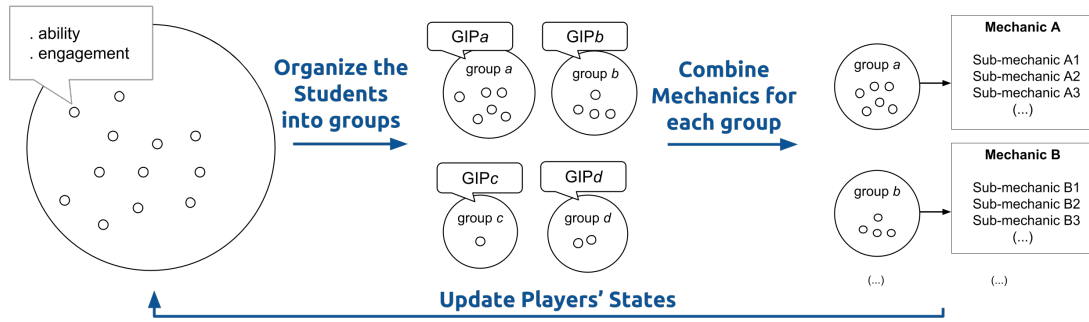 . ability
. engagement
Organize the
Students
into groups
GIPa
group a
GIPb
group b
GIPc
group c
GIPd
group d
Combine
Mechanics for
each group
group a
Mechanic A
Sub-mechanic A1
Sub-mechanic A2
Sub-mechanic A3
(...)
group b
Mechanic B
Sub-mechanic B1
Sub-mechanic B2
Sub-mechanic B3
(...)
(...)
(...)
Update Players' States